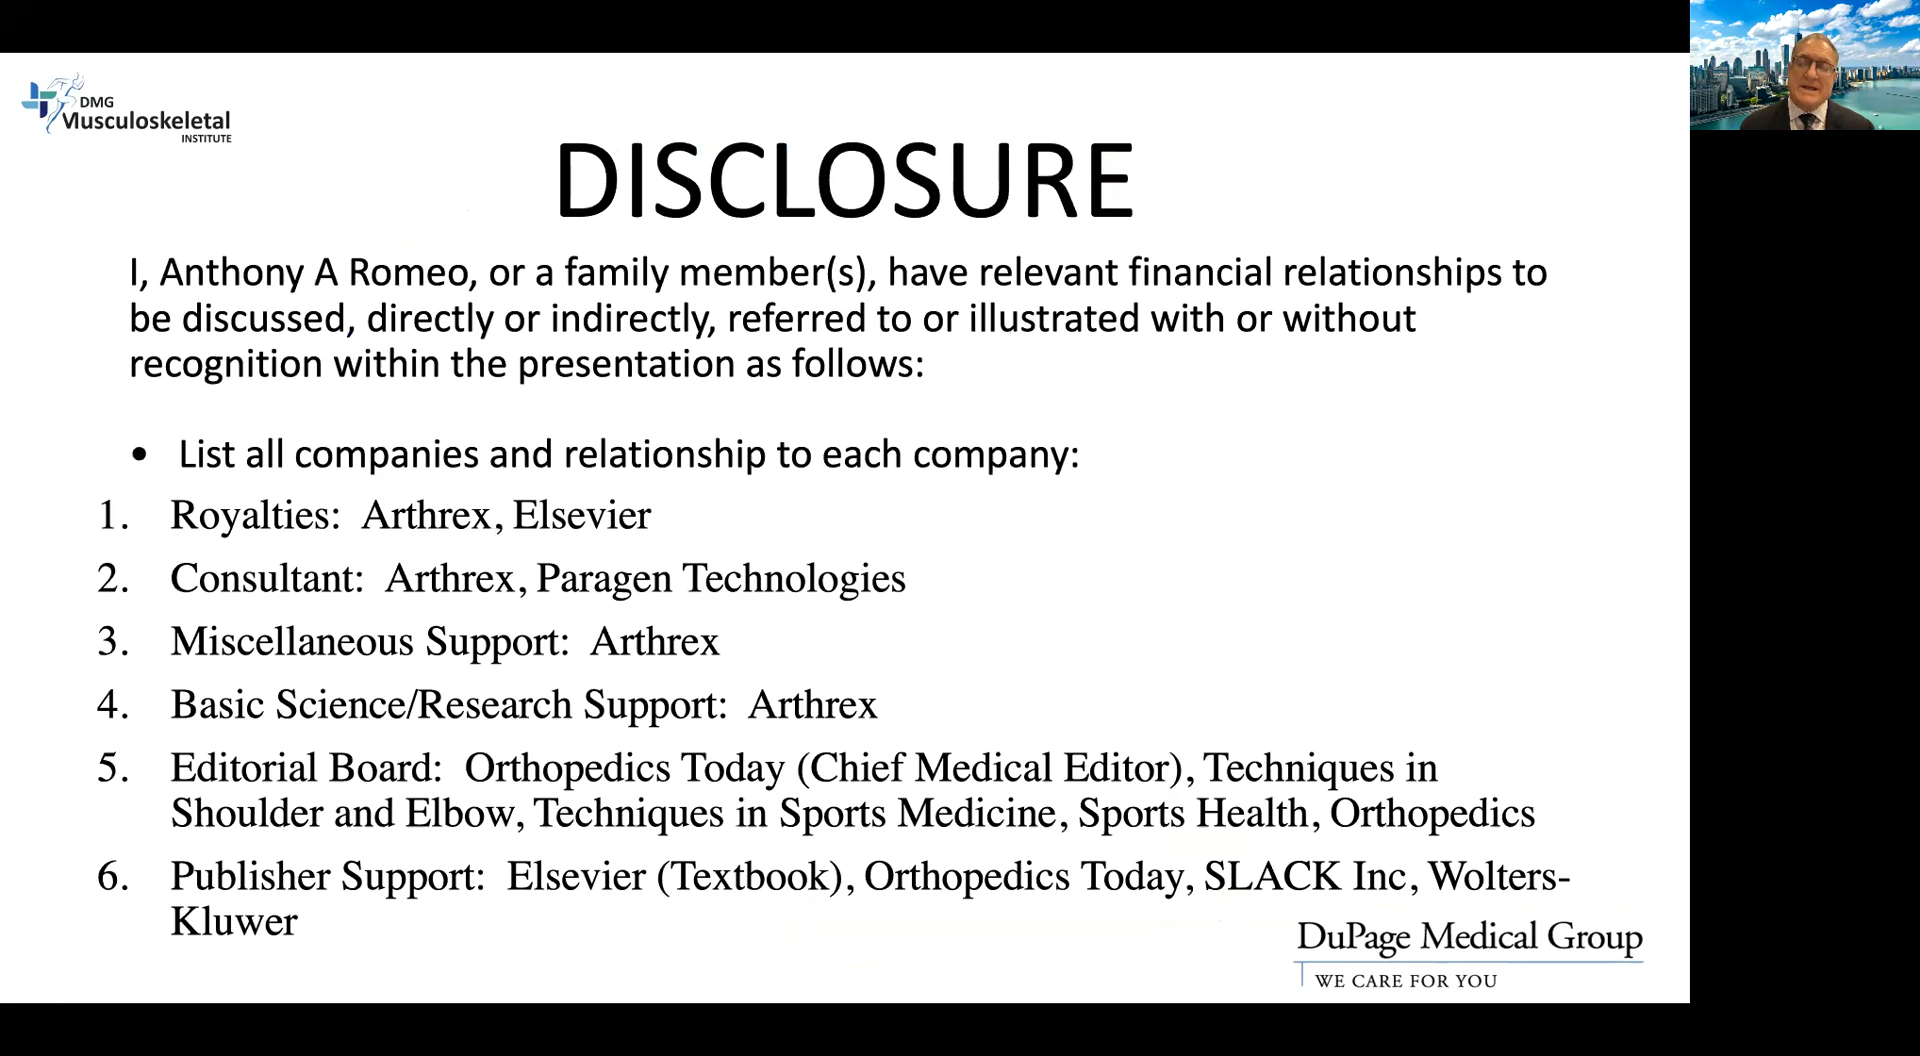 DMG
Musculoskeletal
INSTITUTE
DISCLOSURE
I, Anthony A Romeo, or a family member(s), have relevant financial relationships to
be discussed, directly or indirectly, referred to or illustrated with or without
recognition within the presentation as follows:
• List all companies and relationship to each company:
1. Royalties: Arthrex, Elsevier
2. Consultant: Arthrex, Paragen Technologies
3. Miscellaneous Support: Arthrex
4. Basic Science/Research Support: Arthrex
5. Editorial Board: Orthopedics Today (Chief Medical Editor), Techniques in
Shoulder and Elbow, Techniques in Sports Medicine, Sports Health, Orthopedics
6. Publisher Support: Elsevier (Textbook), Orthopedics Today, SLACK Inc, Wolters-
Kluwer
DuPage Medical Group
WE CARE FOR YOU